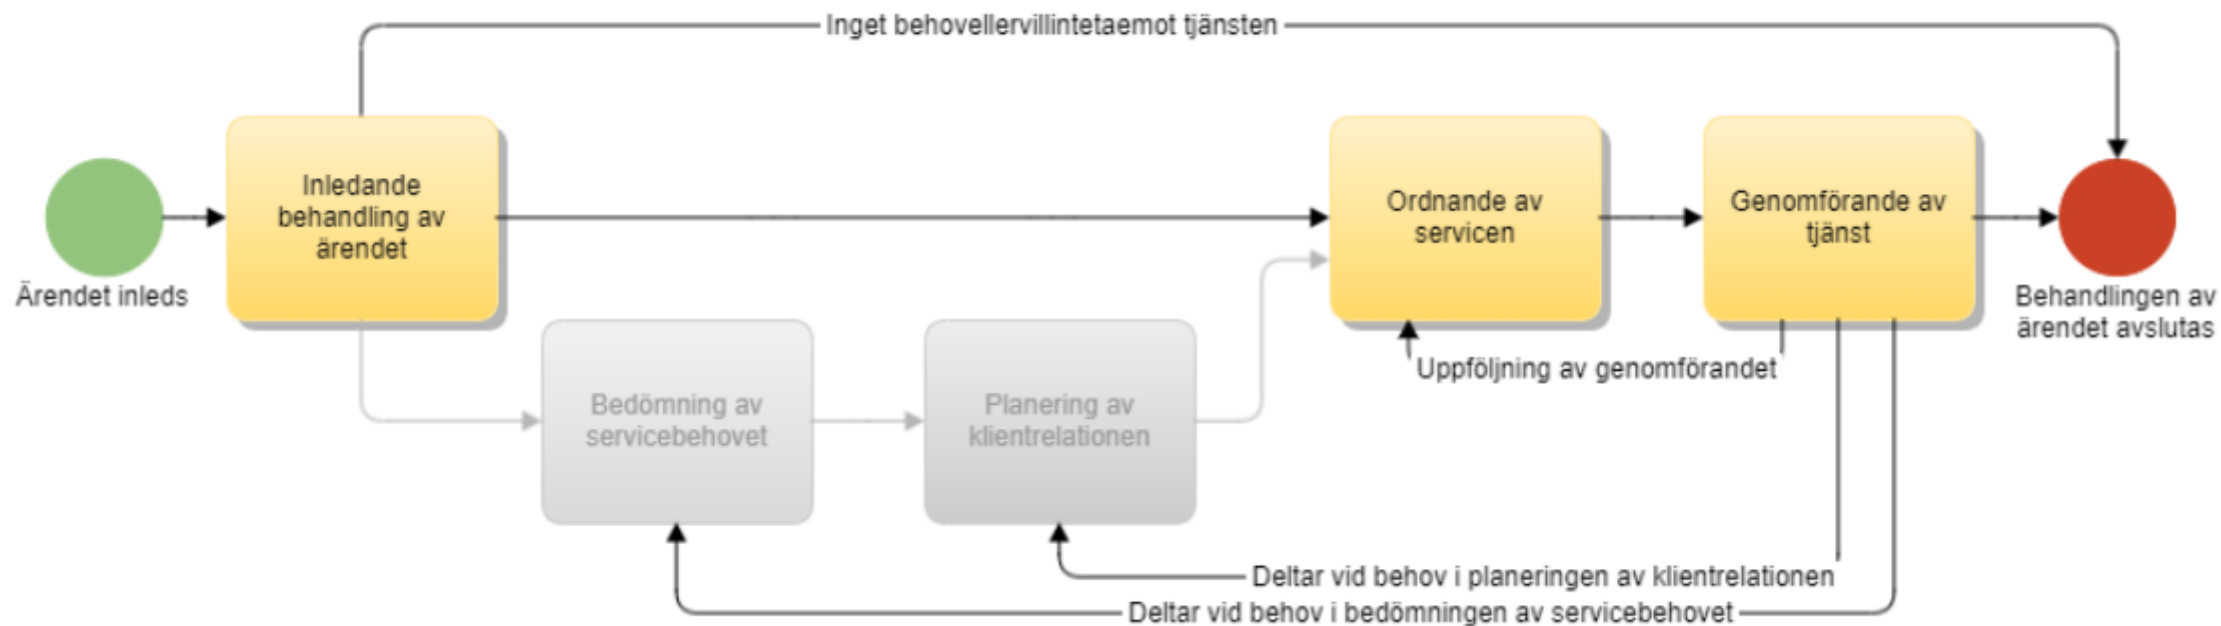 Inget behovellervillintetaemot tjänsten
Inledande
behandling av
ärendet
Ordnande av
servicen
Genomförande av
tjänst
Ärendet inleds
Behandlingen av
ärendet avslutas
Uppföljning av genomförandet
Bedömning av
servicebehovet
Planering av
klientrelationen
Deltar vid behov i planeringen av klientrelationen
Deltar vid behov i bedömningen av servicebehovet